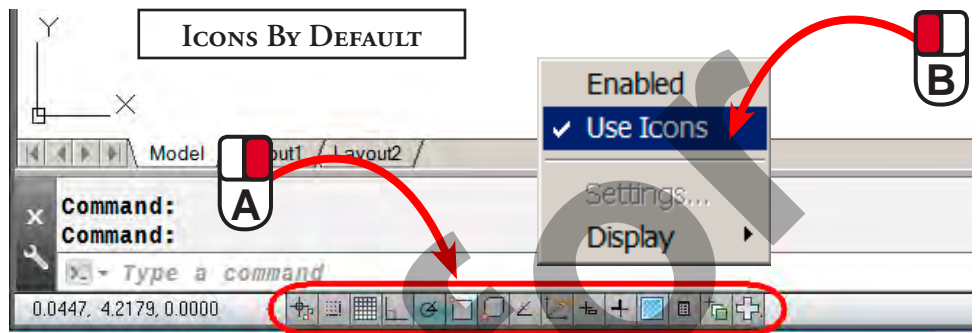 Y
ICONS BY DEFAULT
X
Enabled
Use Icons
Settings...
Display
B
Model
out1
Layout2
A
Command:
Command:
Type a command
0.0447, 4.2179, 0.0000